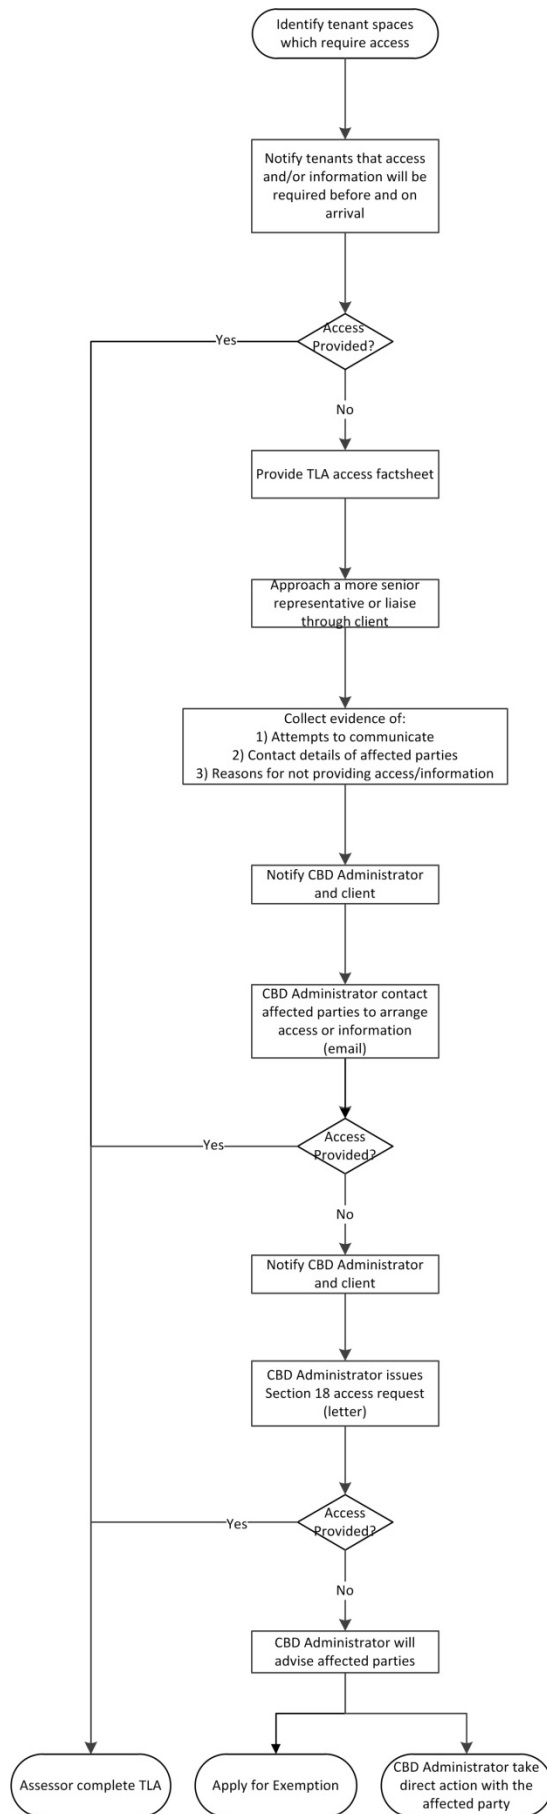 Identify tenant spaces
which require access
Notify tenants that access
and/or information will be
required before and on
arrival
Access
Provided?
Yes
No
Provide TLA access factsheet
Approach a more senior
representative or liaise
through client
Collect evidence of:
1) Attempts to communicate
2) Contact details of affected parties
3) Reasons for not providing access/information
Notify CBD Administrator
and client
CBD Administrator contact
affected parties to arrange
access or information
(email)
Access
Provided?
Yes
No
Notify CBD Administrator
and client
CBD Administrator issues
Section 18 access request
(letter)
Access
Provided?
Yes
No
CBD Administrator will
advise affected parties
Assessor complete TLA
Apply for Exemption
CBD Administrator take
direct action with the
affected party